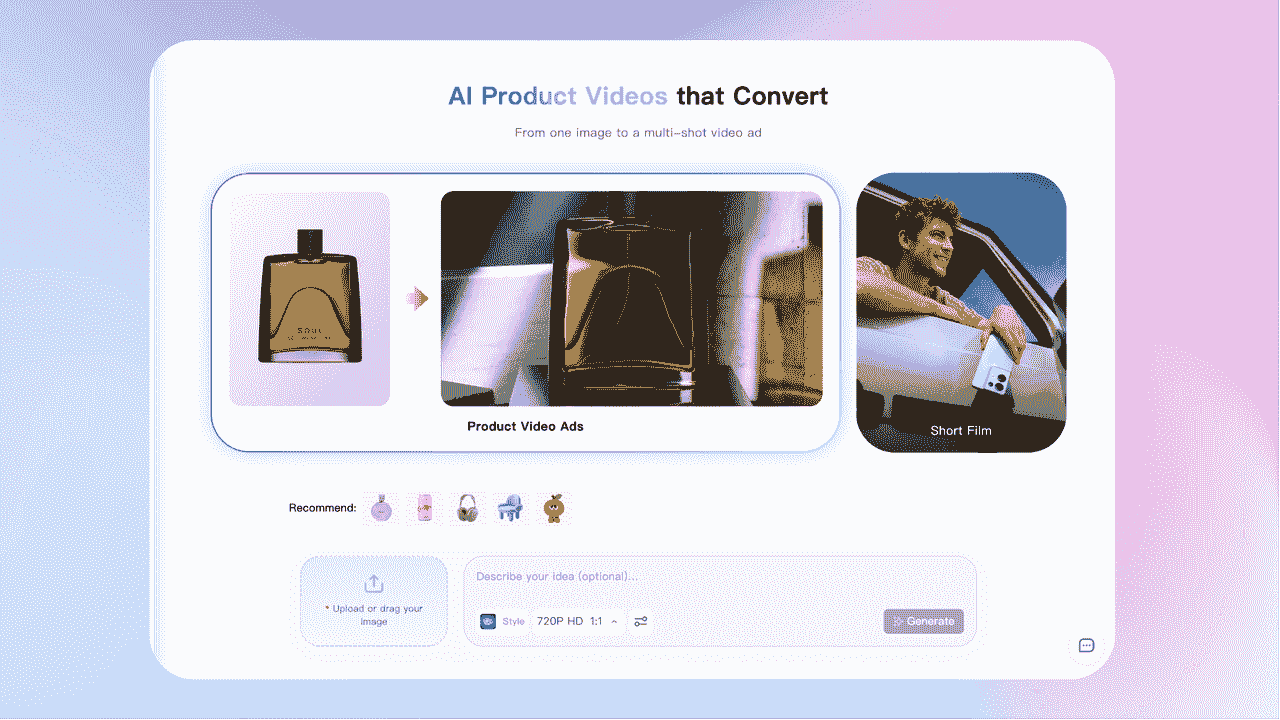 AI Product Videos that Convert
From one image to a multi-shot video ad
SOUL
Product Video Ads
Short Film
Recommend:
* Upload or drag your
image
Describe your idea (optional)...
Style
720P HD 1:1
Generate